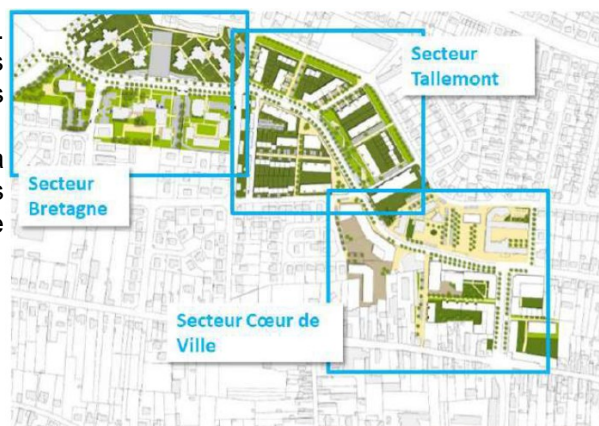 Secteur
Tallemont
Secteur
Bretagne
Secteur Cœur de
Ville